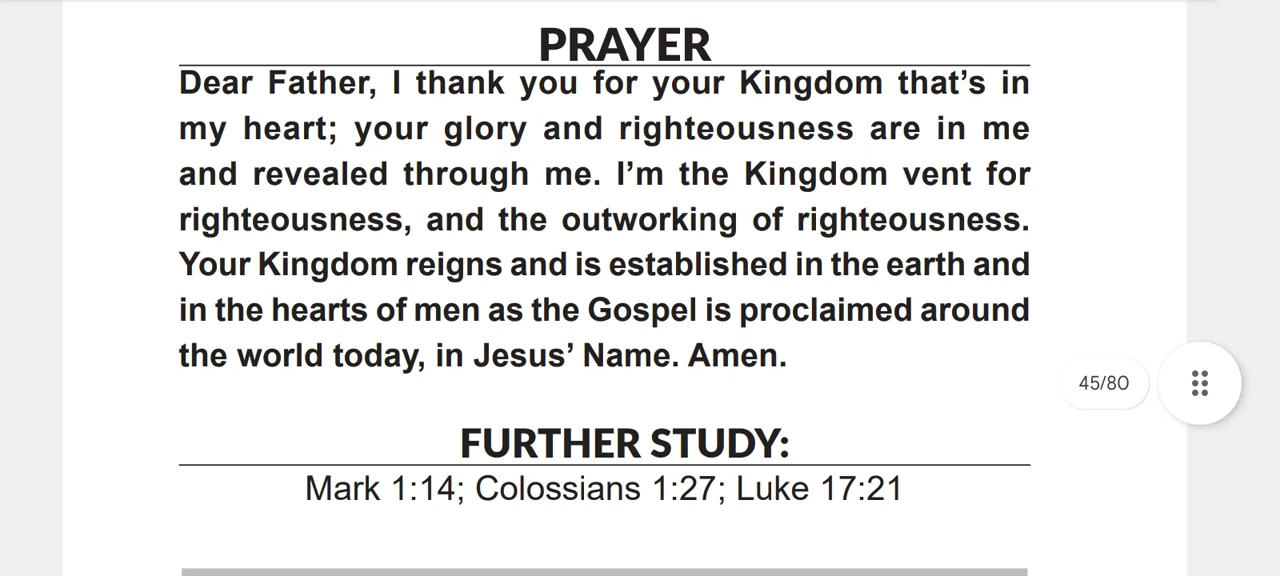 PRAYER
Dear Father, I thank you for your Kingdom that’s in
my heart; your glory and righteousness are in me
and revealed through me. I’m the Kingdom vent for
righteousness, and the outworking of righteousness.
Your Kingdom reigns and is established in the earth and
in the hearts of men as the Gospel is proclaimed around
the world today, in Jesus’ Name. Amen.
45/80
FURTHER STUDY:
Mark 1:14; Colossians 1:27; Luke 17:21